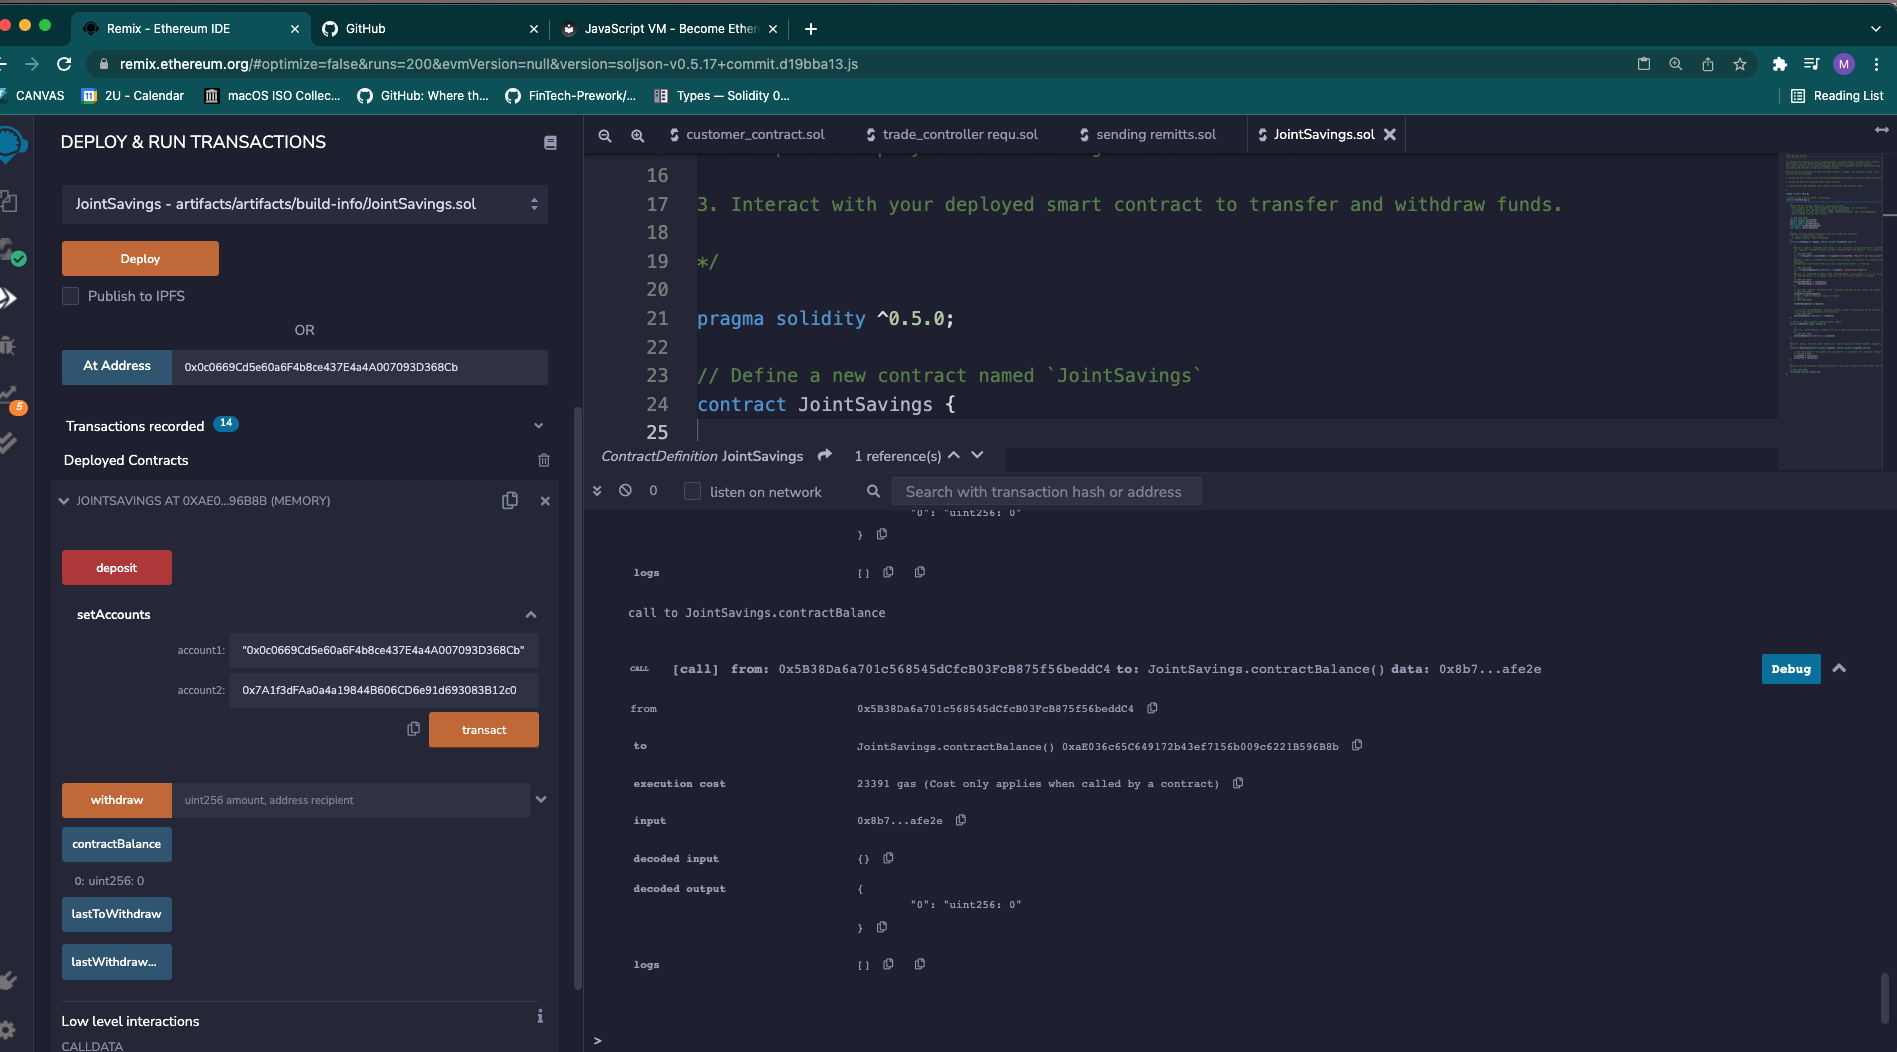 Remix - Ethereum IDE
GitHub
JavaScript VM - Become Ether
remix.ethereum.org/#optimize=false&runs=200&evmVersion=null&version=soljson-v0.5.17+commit.d19bba13.js
M
CANVAS
11
2U - Calendar
macOS ISO Collec...
GitHub: Where th...
FinTech-Prework/...
Types — Solidity 0...
Reading List
DEPLOY & RUN TRANSACTIONS
JointSavings - artifacts/artifacts/build-info/JointSavings.sol
Deploy
Publish to IPFS
OR
At Address
0x0c0669Cd5e60a6F4b8ce437E4a4A007093D368Cb
5
Transactions recorded 14
Deployed Contracts
JOINTSAVINGS AT 0XAE0...96B8B (MEMORY)
deposit
setAccounts
account1: "0x0c0669Cd5e60a6F4b8ce437E4a4A007093D368Cb"
account2: 0x7A1f3dFAa0a4a19844B606CD6e91d693083B12c0
transact
withdraw
uint256 amount, address recipient
contractBalance
0: uint256: 0
lastToWithdraw
lastWithdraw...
Low level interactions
i
CALLDATA
customer_contract.sol
trade_controller requ.sol
sending remitts.sol
JointSavings.sol
16
17 3. Interact with your deployed smart contract to transfer and withdraw funds.
18
19 */
20
21 pragma solidity ^0.5.0;
22
23 // Define a new contract named `JointSavings`
24 contract JointSavings {
25
ContractDefinition JointSavings 1 reference(s)
0 listen on network
Search with transaction hash or address
"0": "uint256: 0"
}
logs []
call to JointSavings.contractBalance
CALL [call] from: 0x5B38Da6a701c568545dCfcB03FcB875f56beddC4 to: JointSavings.contractBalance() data: 0x8b7...afe2e
Debug
from 0x5B38Da6a701c568545dCfcB03FcB875f56beddC4
to JointSavings.contractBalance() 0xaE036c65C649172b43ef7156b009c6221B596B8b
execution cost 23391 gas (Cost only applies when called by a contract)
input 0x8b7...afe2e
decoded input {}
decoded output {
"0": "uint256: 0"
}
logs []
>